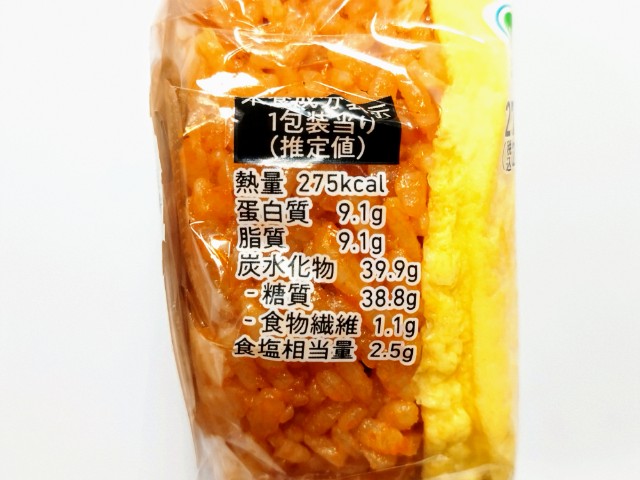 1包装当り
(推定値)
熱量 275kcal
蛋白質 9.1g
脂質 9.1g
炭水化物 39.9g
-糖質 38.8g
-食物繊維 1.1g
食塩相当量 2.5g